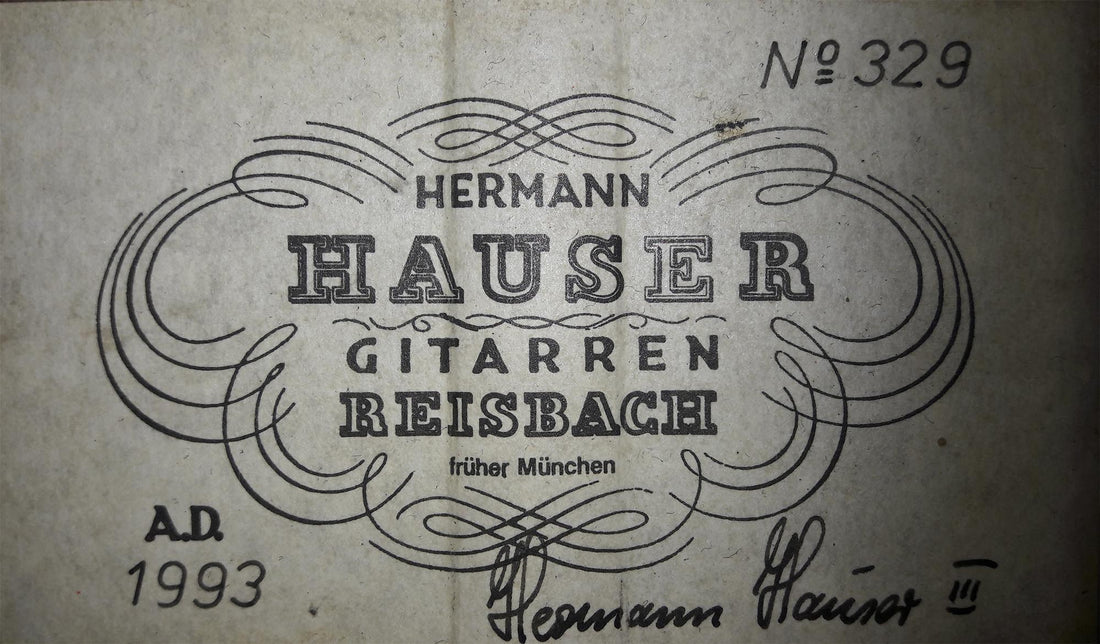 Nº 329
HERMANN
HAUSER
GITARREN
REISBACH
früher München
A.D.
1993
Hermann Hauser III